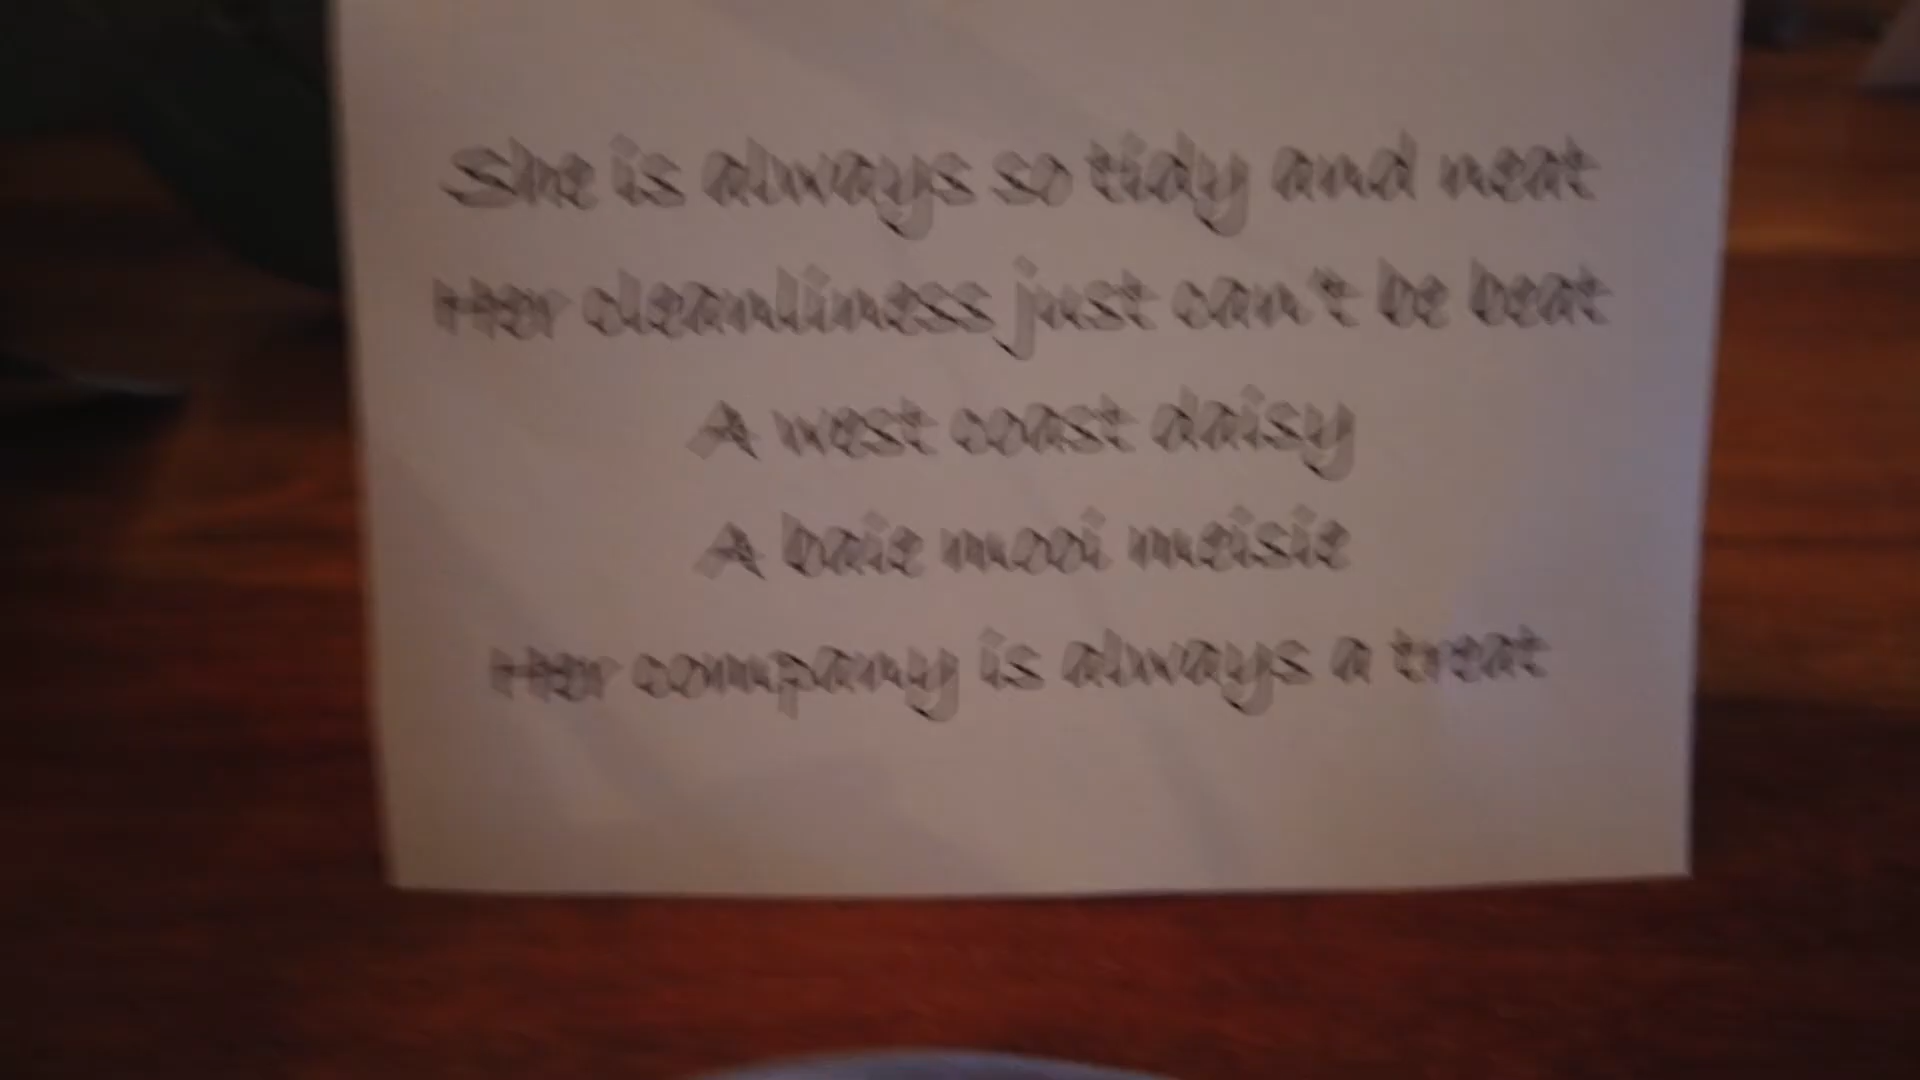 She is always so tidy and neat
Her cleanliness just can't be beat
A west coast daisy
A baie mooi meisie
Her company is always a treat